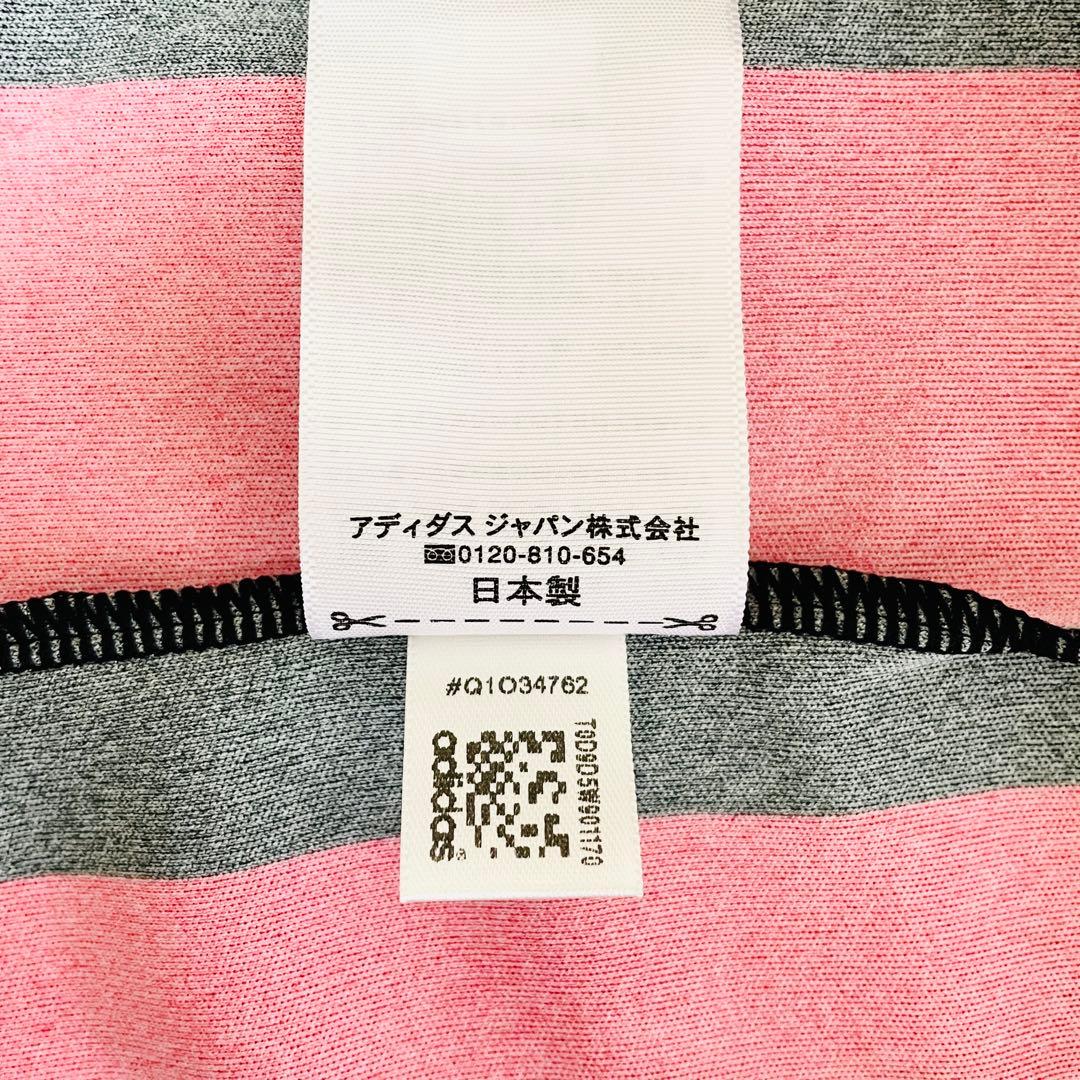 アディダス ジャパン株式会社
0120-810-654
日本製
#Q1O34762
adidas®
T0D9D5W901170